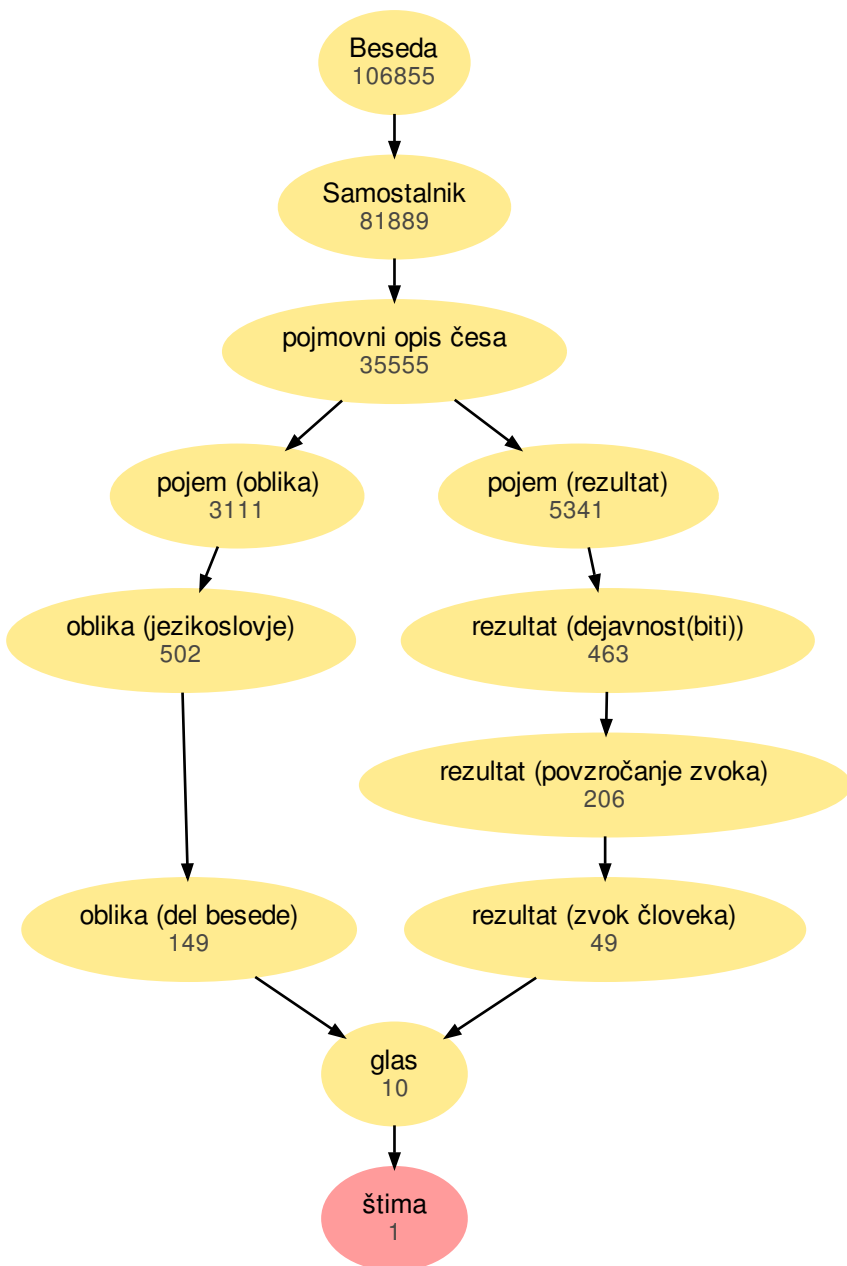 Beseda
106855
Samostalnik
81889
pojmovni opis česa
35555
pojem (oblika)
3111
pojem (rezultat)
5341
oblika (jezikoslovje)
502
rezultat (dejavnost(biti))
463
rezultat (povzročanje zvoka)
206
oblika (del besede)
149
rezultat (zvok človeka)
49
glas
10
štima
1